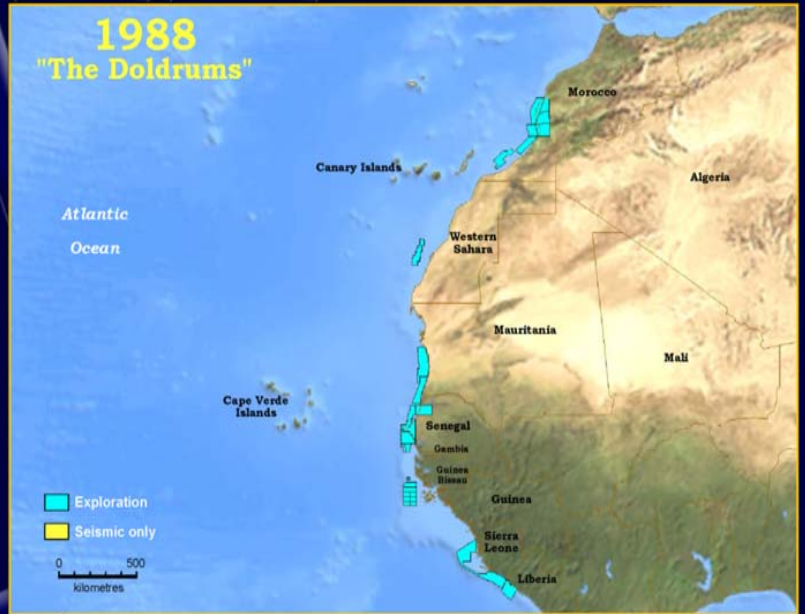 1988
"The Doldrums"
Morocco
Canary Islands
Algeria
Atlantic
Ocean
Western
Sahara
Mauritania
Mali
Cape Verde
Islands
Senegal
Gambia
Guinea
Bissau
Guinea
Exploration
Seismic only
Sierra
Leone
0 500
kilometres
Liberia